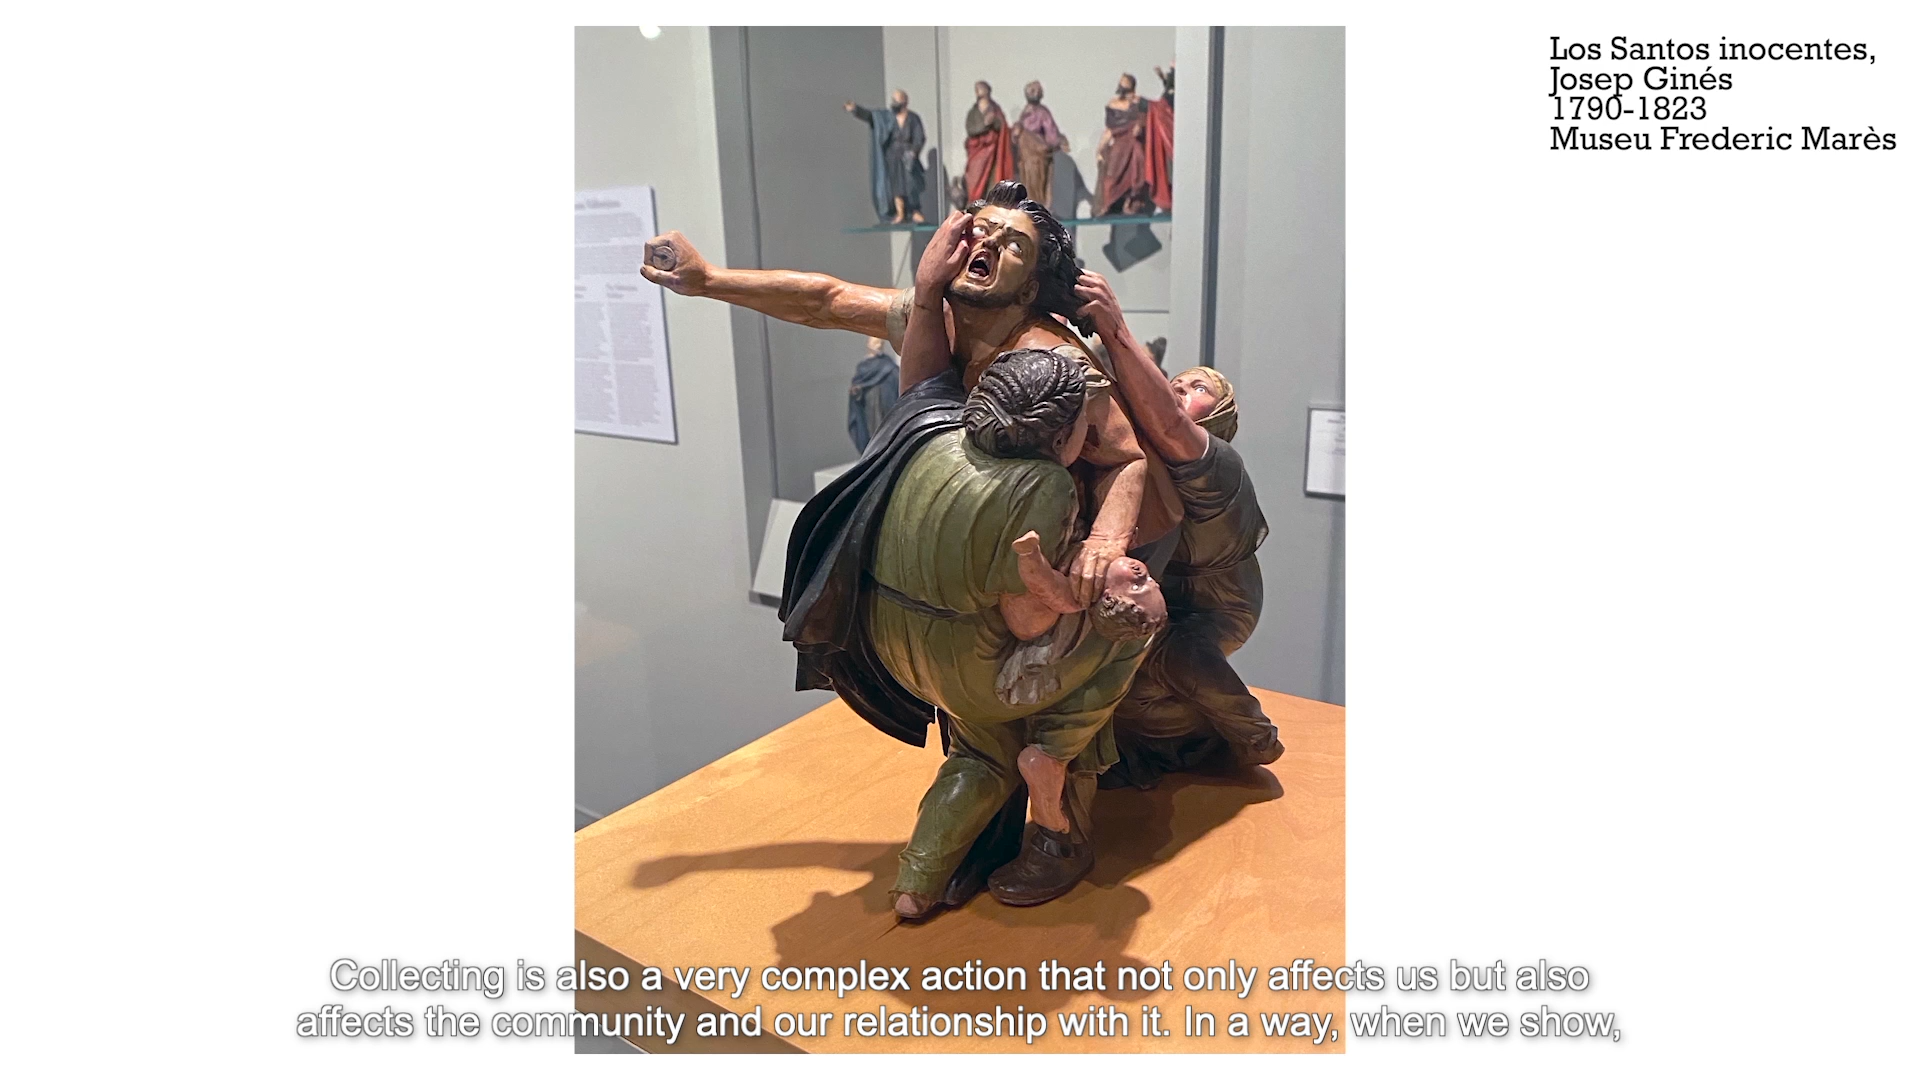 Los Santos inocentes,
Josep Ginés
1790-1823
Museu Frederic Marès
Collecting is also a very complex action that not only affects us but also
affects the community and our relationship with it. In a way, when we show,